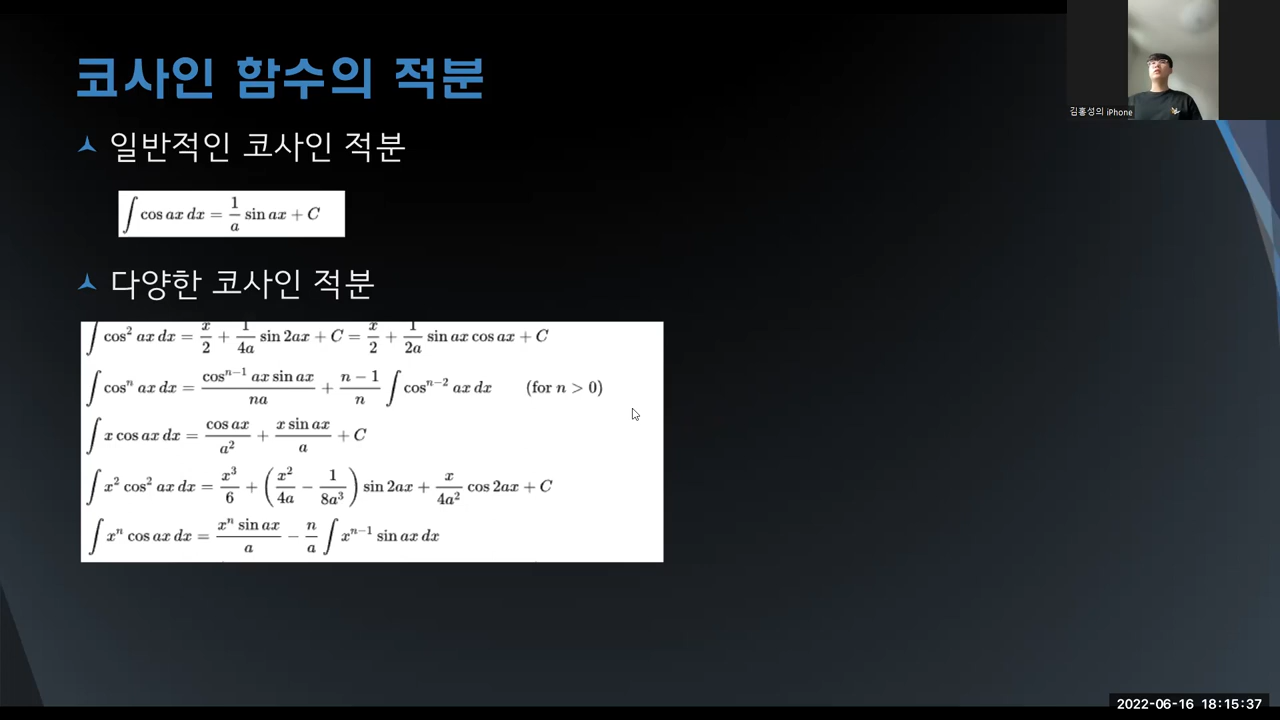 코사인 함수의 적분
일반적인 코사인 적분
∫ cos ax dx = 1/a sin ax + C
다양한 코사인 적분
∫ cos² ax dx = x/2 + 1/4a sin 2ax + C = x/2 + 1/2a sin ax cos ax + C
∫ cosⁿ ax dx = cosⁿ⁻¹ ax sin ax/na + n − 1/n ∫ cosⁿ⁻² ax dx (for n > 0)
∫ x cos ax dx = cos ax/a² + x sin ax/a + C
∫ x² cos² ax dx = x³/6 + (x²/4a − 1/8a³) sin 2ax + x/4a² cos 2ax + C
∫ xⁿ cos ax dx = xⁿ sin ax/a − n/a ∫ xⁿ⁻¹ sin ax dx
김홍성의 iPhone
2022-06-16 18:15:37